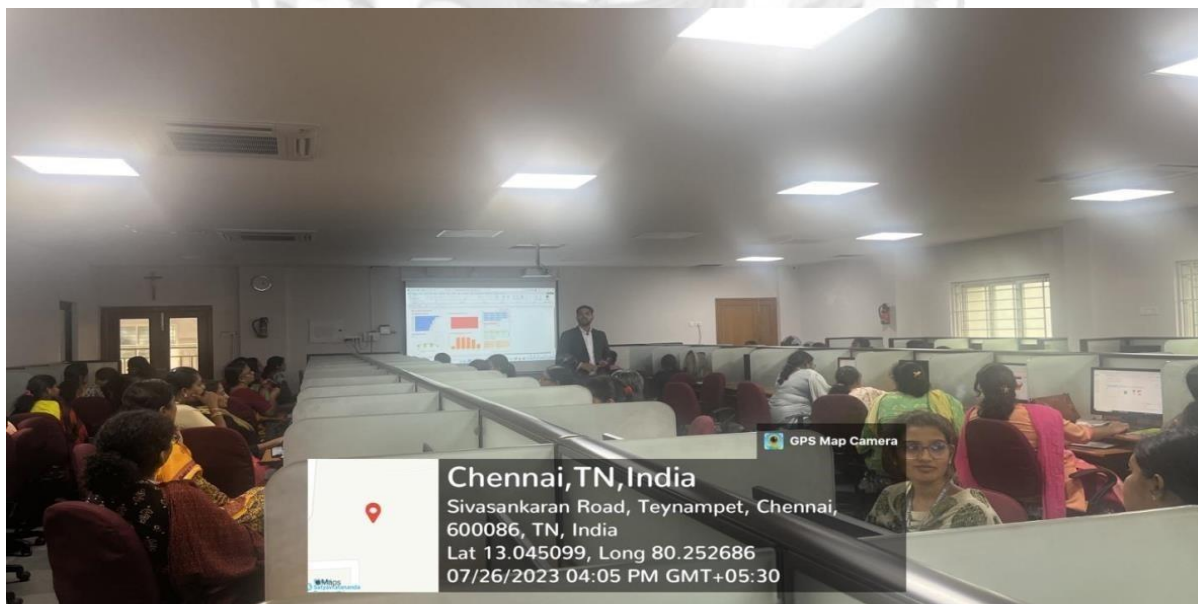 GPS Map Camera
Chennai,TN,India
Sivasankaran Road, Teynampet, Chennai,
600086, TN, India
Lat 13.045099, Long 80.252686
07/26/2023 04:05 PM GMT+05:30
Maps